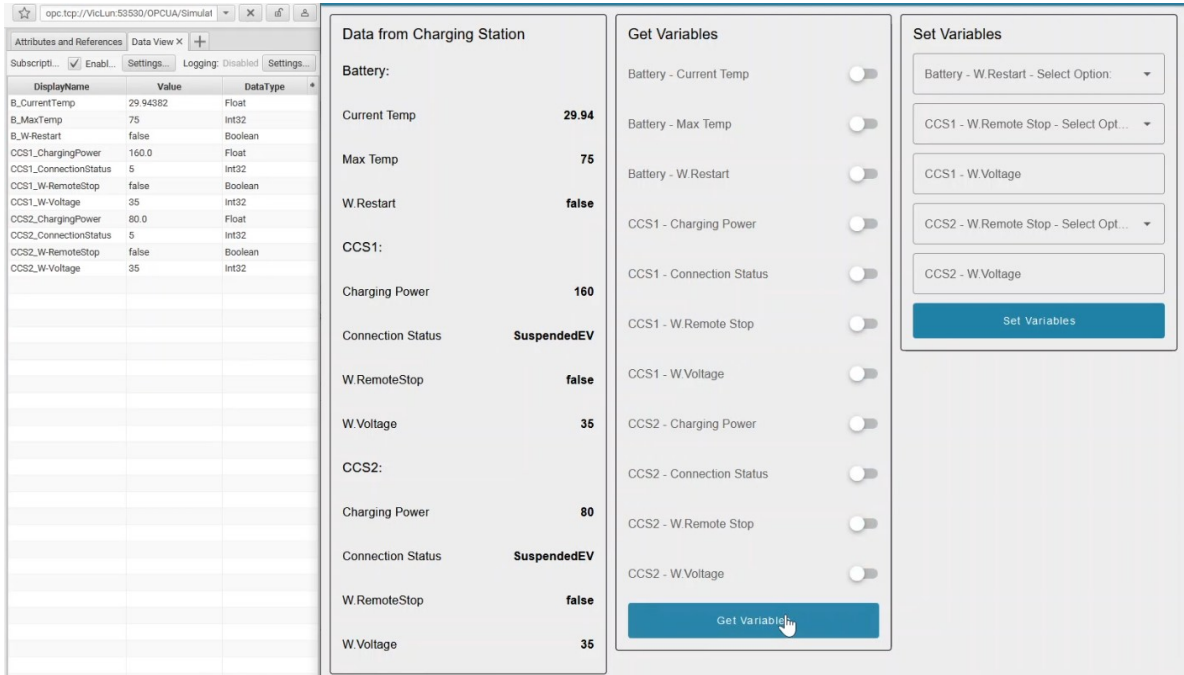 opc.tcp://VicLun:53530/OPCUA/Simulat
Attributes and References Data View × +
Subscripti... Enabl... Settings... Logging: Disabled Settings...
DisplayName Value DataType
B_CurrentTemp 29.94382 Float
B_MaxTemp 75 Int32
B_W-Restart false Boolean
CCS1_ChargingPower 160.0 Float
CCS1_ConnectionStatus 5 Int32
CCS1_W-RemoteStop false Boolean
CCS1_W-Voltage 35 Int32
CCS2_ChargingPower 80.0 Float
CCS2_ConnectionStatus 5 Int32
CCS2_W-RemoteStop false Boolean
CCS2_W-Voltage 35 Int32
Data from Charging Station
Battery:
Current Temp 29.94
Max Temp 75
W.Restart false
CCS1:
Charging Power 160
Connection Status SuspendedEV
W.RemoteStop false
W.Voltage 35
CCS2:
Charging Power 80
Connection Status SuspendedEV
W.RemoteStop false
W.Voltage 35
Get Variables
Battery - Current Temp
Battery - Max Temp
Battery - W.Restart
CCS1 - Charging Power
CCS1 - Connection Status
CCS1 - W.Remote Stop
CCS1 - W.Voltage
CCS2 - Charging Power
CCS2 - Connection Status
CCS2 - W.Remote Stop
CCS2 - W.Voltage
Get Variables
Set Variables
Battery - W.Restart - Select Option:
CCS1 - W.Remote Stop - Select Opt...
CCS1 - W.Voltage
CCS2 - W.Remote Stop - Select Opt...
CCS2 - W.Voltage
Set Variables